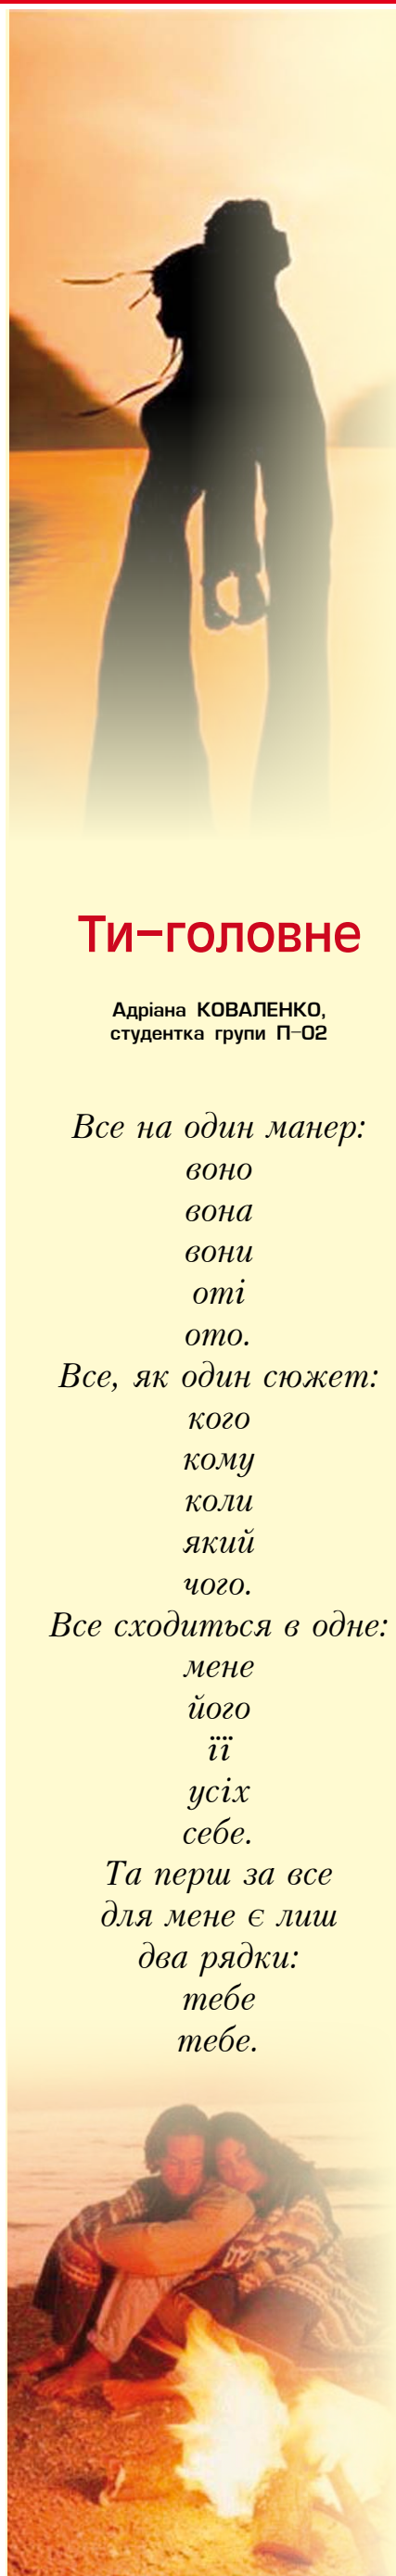 Ти–головне
Адріана КОВАЛЕНКО,
студентка групи П–02
Все на один манер:
воно
вона
вони
оті
ото.
Все, як один сюжет:
кого
кому
коли
який
чого.
Все сходиться в одне:
мене
його
її
усіх
себе.
Та перш за все
для мене є лиш
два рядки:
тебе
тебе.